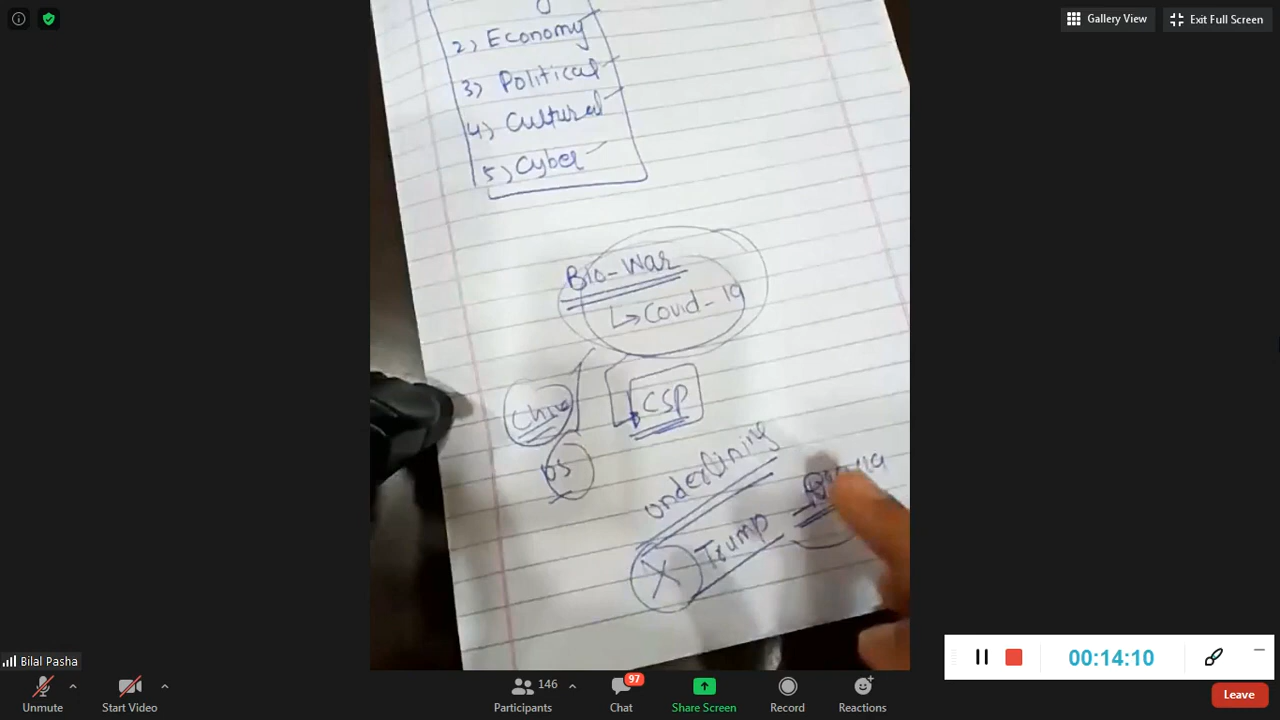 Gallery View
Exit Full Screen
2) Economy
3) Political
4) Cultural
5) Cyber
Bio-War
↳ Covid-19
China
CSP
US
underlining
X Trump
Bilal Pasha
00:14:10
Unmute
Start Video
146
Participants
97
Chat
Share Screen
Record
Reactions
Leave